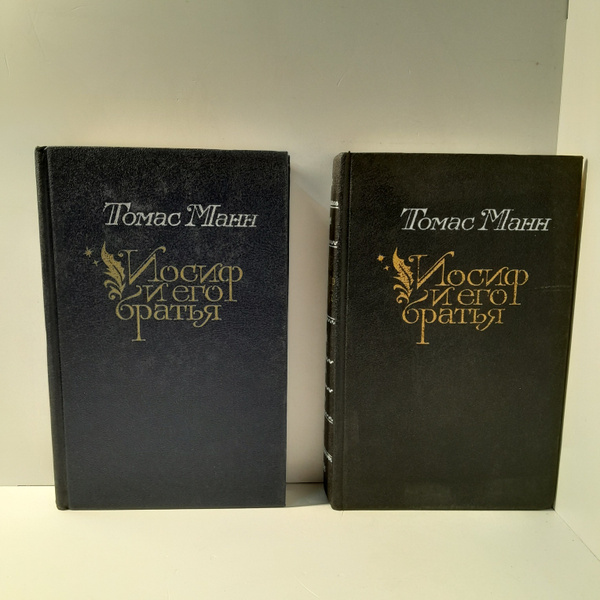 Томас Манн
Иосиф
и его
братья
Томас Манн
Иосиф
и его
братья